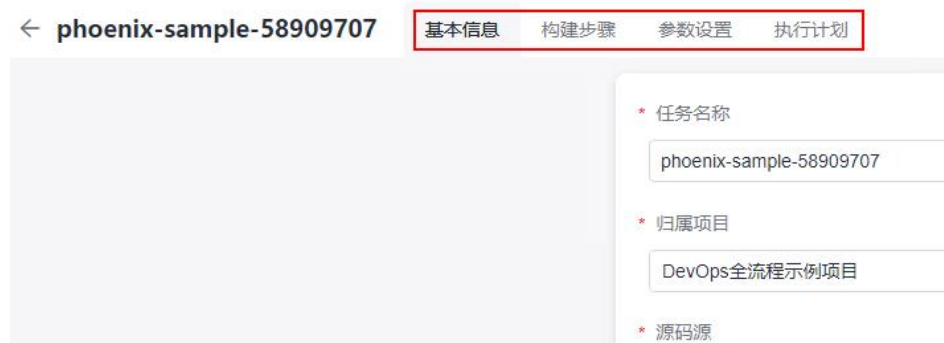 ← phoenix-sample-58909707 基本信息 构建步骤 参数设置 执行计划
* 任务名称
phoenix-sample-58909707
* 归属项目
DevOps全流程示例项目
* 源码源